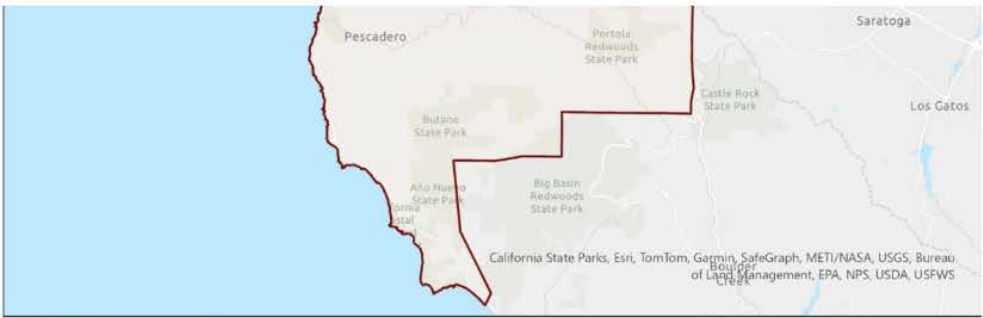 Saratoga
Pescadero
Portola
Redwoods
State Park
Castle Rock
State Park
Los Gatos
Butano
State Park
Año Nuevo
State Park
Big Basin
Redwoods
State Park
California State Parks, Esri, TomTom, Garmin, SafeGraph, METI/NASA, USGS, Bureau
of Land Management, EPA, NPS, USDA, USFWS
Boulder
Creek